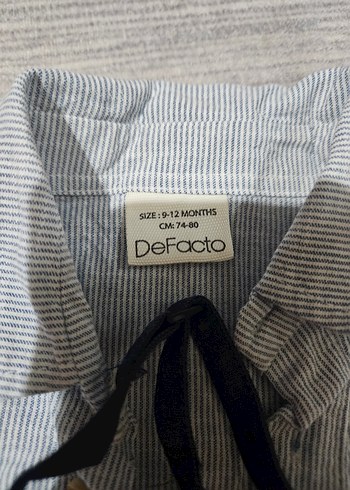 SIZE : 9-12 MONTHS
CM: 74-80
DeFacto